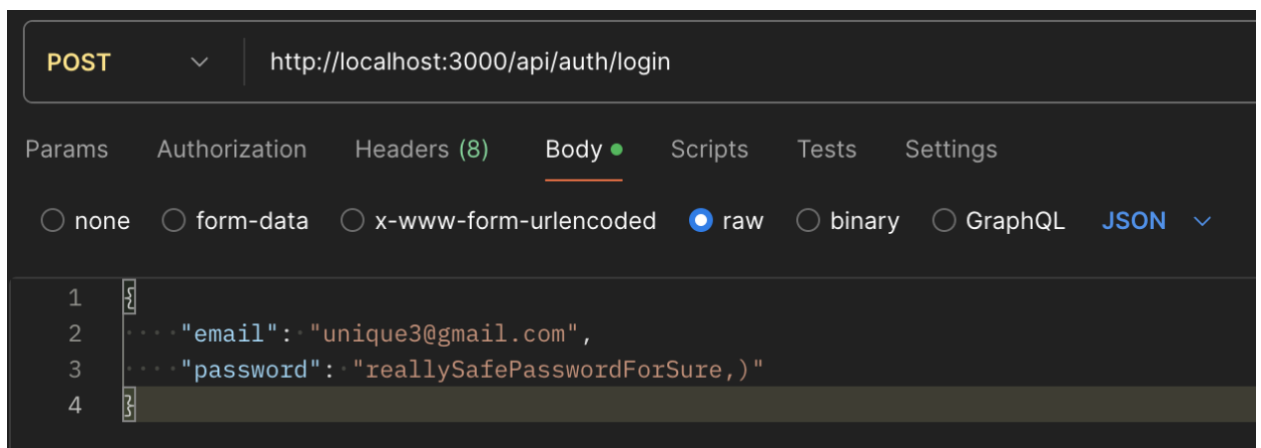 POST http://localhost:3000/api/auth/login
Params Authorization Headers (8) Body Scripts Tests Settings
none form-data x-www-form-urlencoded raw binary GraphQL JSON
1 {
2 "email": "unique3@gmail.com",
3 "password": "reallySafePasswordForSure,)"
4 }